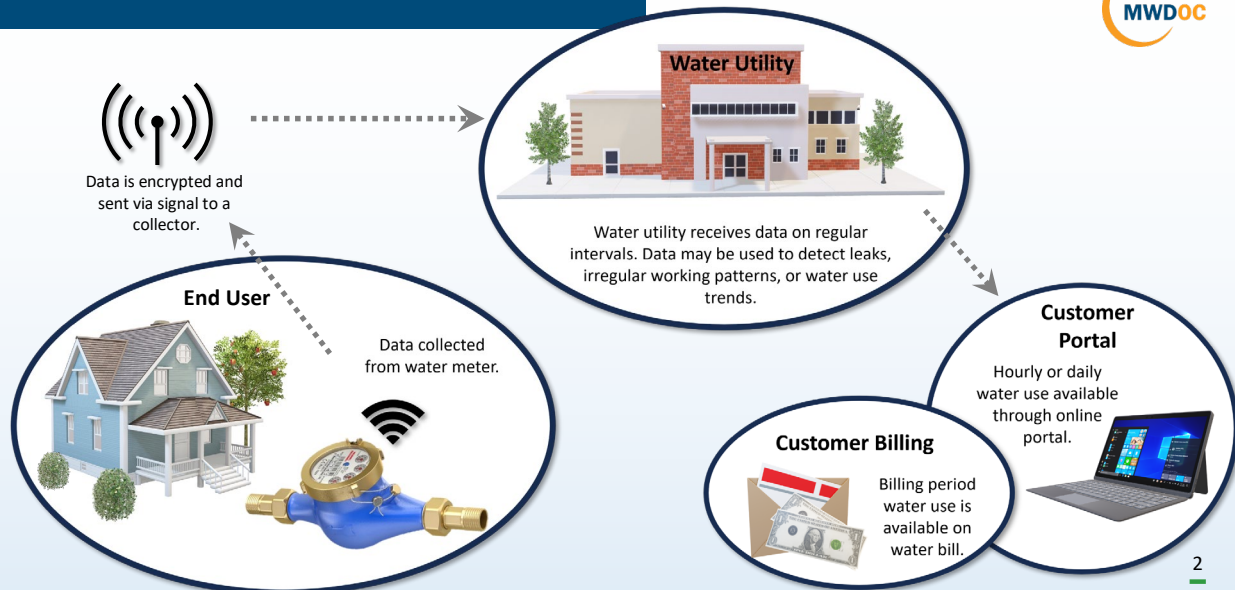 MWDOC
Water Utility
Data is encrypted and
sent via signal to a
collector.
Water utility receives data on regular
intervals. Data may be used to detect leaks,
irregular working patterns, or water use
trends.
End User
Data collected
from water meter.
Customer
Portal
Hourly or daily
water use available
through online
portal.
Customer Billing
Billing period
water use is
available on
water bill.
2